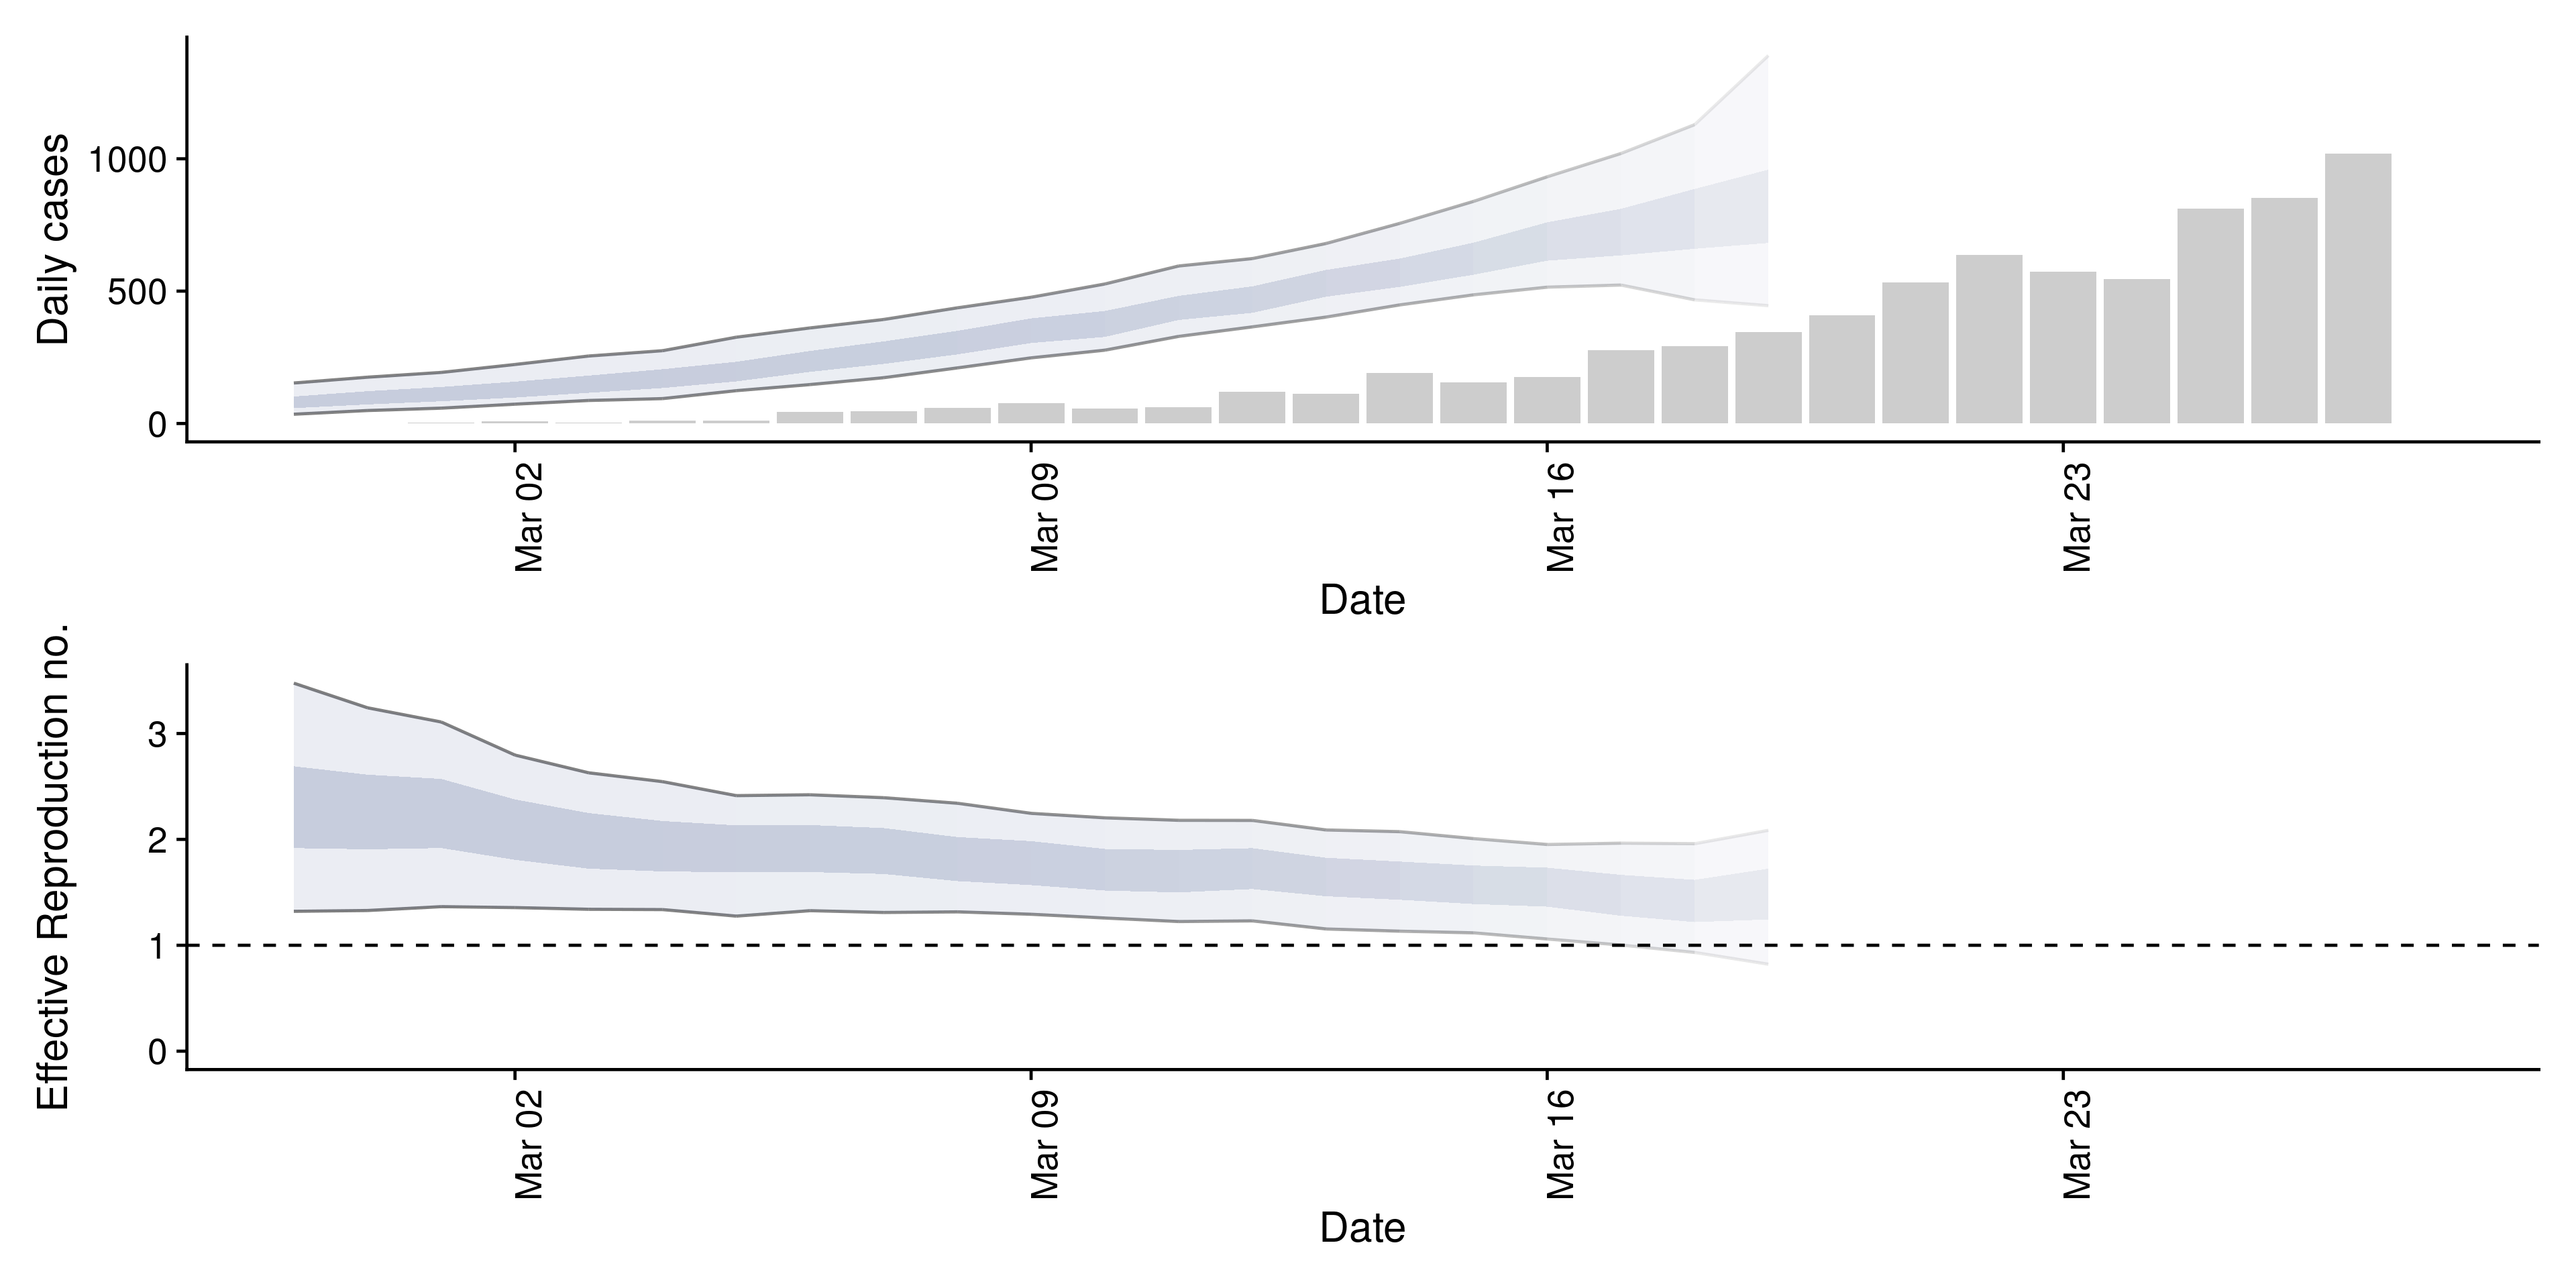 Daily cases
1000
500
0
Mar 02
Mar 09
Mar 16
Mar 23
Date
Effective Reproduction no.
3
2
1
0
Mar 02
Mar 09
Mar 16
Mar 23
Date